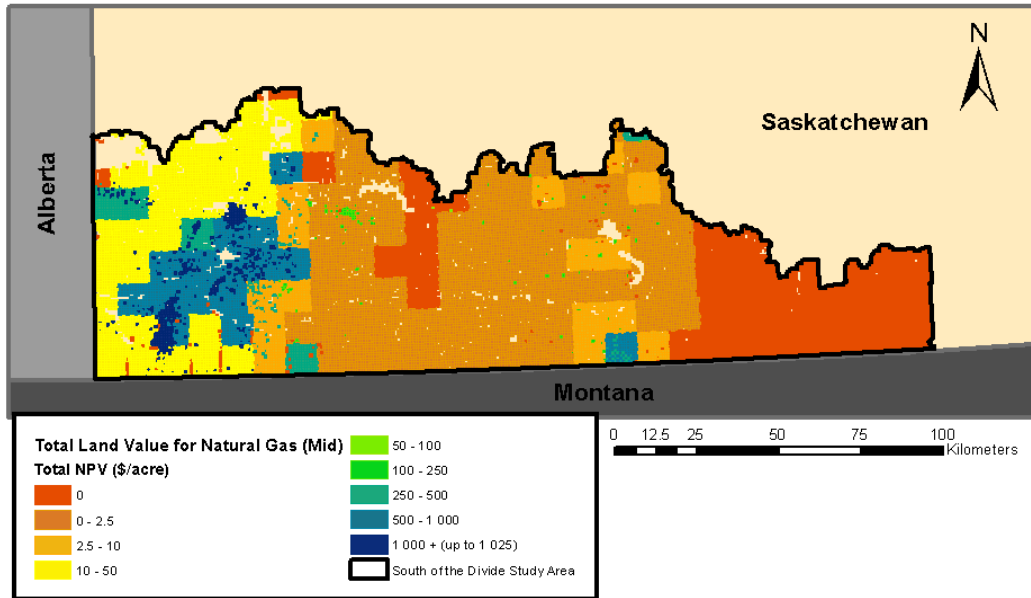 N
Saskatchewan
Alberta
Montana
Total Land Value for Natural Gas (Mid)
Total NPV ($/acre)
0
0 - 2.5
2.5 - 10
10 - 50
50 - 100
100 - 250
250 - 500
500 - 1 000
1 000 + (up to 1 025)
South of the Divide Study Area
0 12.5 25 50 75 100
Kilometers